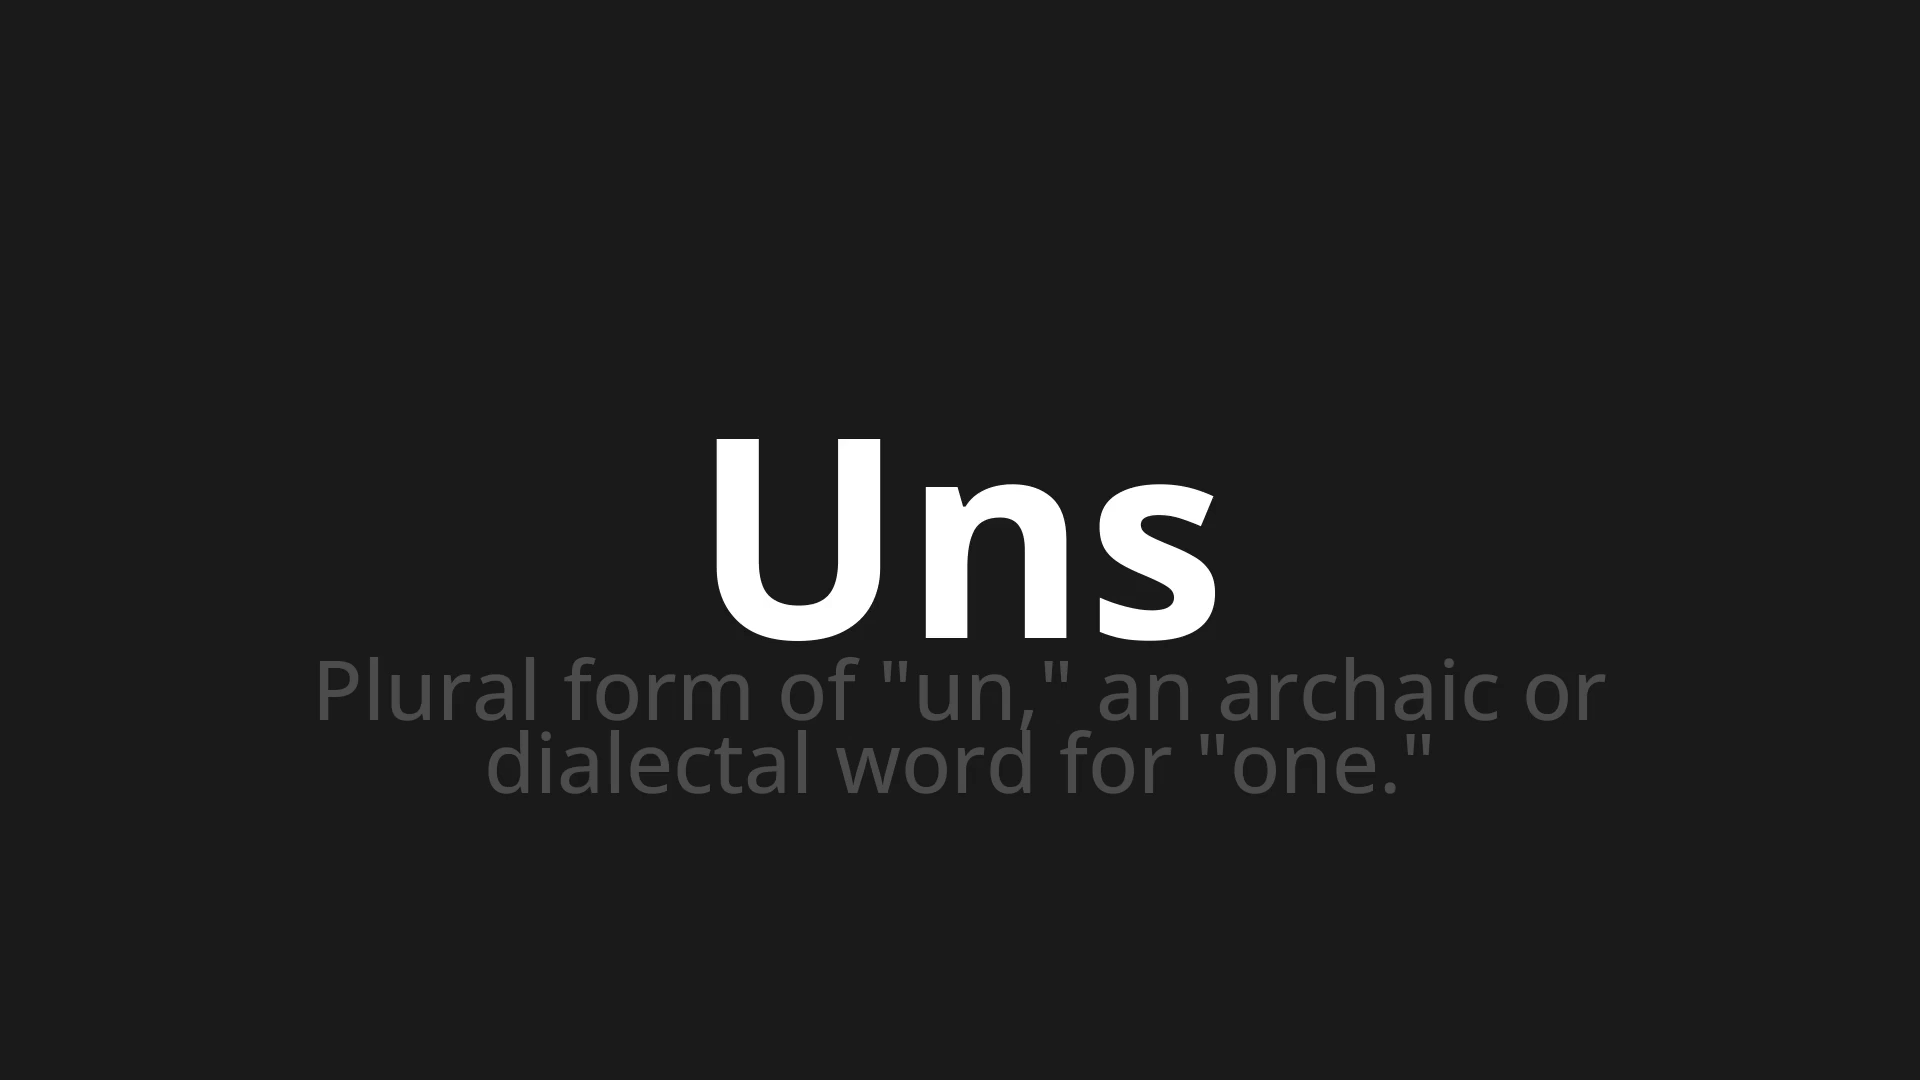 Uns
Plural form of "un," an archaic or
dialectal word for "one."